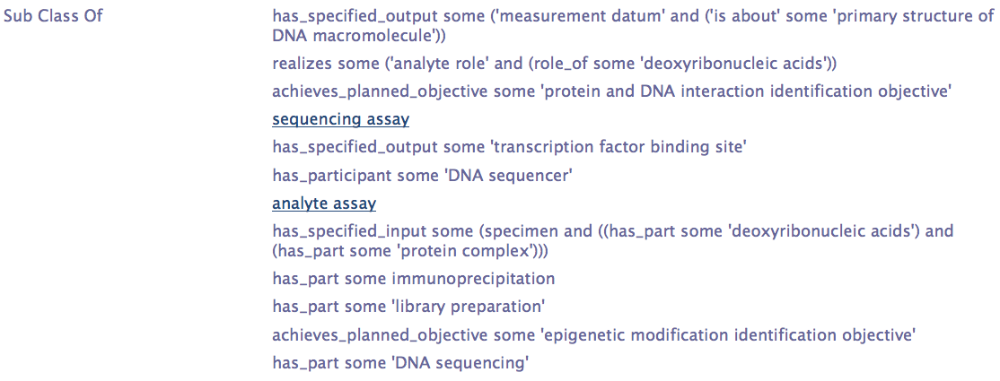 Sub Class Of
has_specified_output some ('measurement datum' and ('is about' some 'primary structure of
DNA macromolecule'))
realizes some ('analyte role' and (role_of some 'deoxyribonucleic acids'))
achieves_planned_objective some 'protein and DNA interaction identification objective'
sequencing assay
has_specified_output some 'transcription factor binding site'
has_participant some 'DNA sequencer'
analyte assay
has_specified_input some (specimen and ((has_part some 'deoxyribonucleic acids') and
(has_part some 'protein complex')))
has_part some immunoprecipitation
has_part some 'library preparation'
achieves_planned_objective some 'epigenetic modification identification objective'
has_part some 'DNA sequencing'